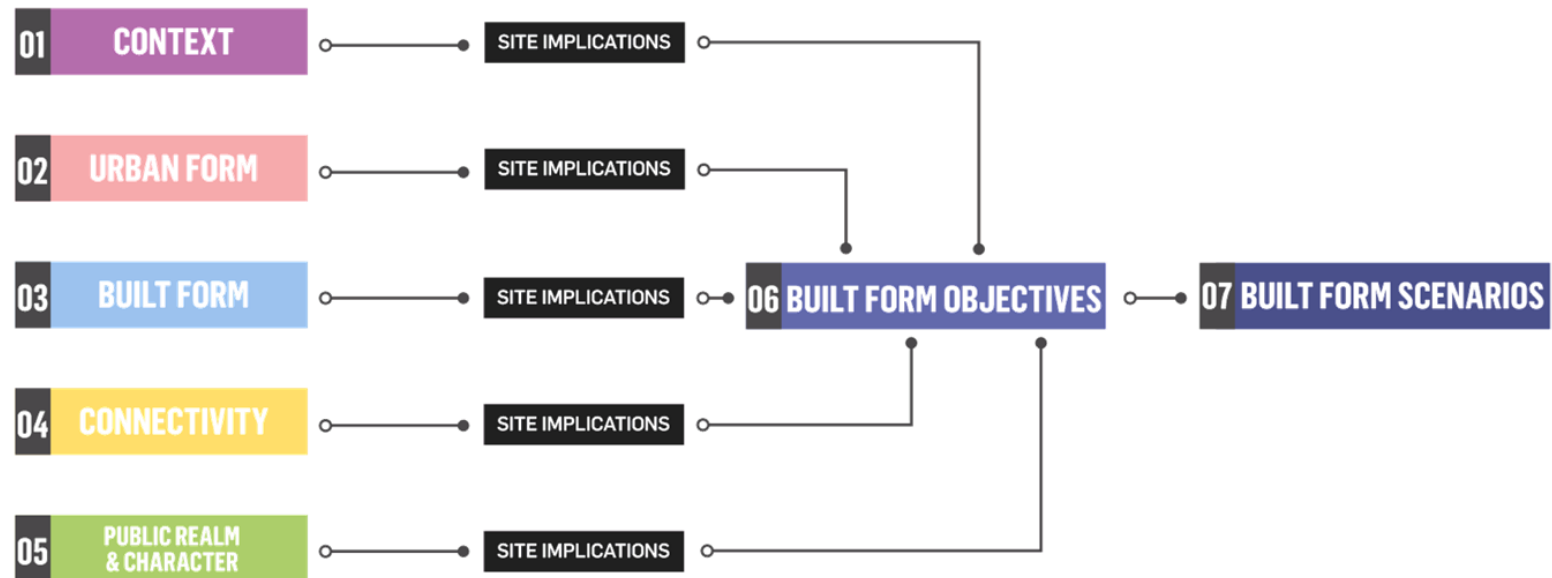 01 CONTEXT
SITE IMPLICATIONS
02 URBAN FORM
SITE IMPLICATIONS
03 BUILT FORM
SITE IMPLICATIONS
06 BUILT FORM OBJECTIVES
07 BUILT FORM SCENARIOS
04 CONNECTIVITY
SITE IMPLICATIONS
05
PUBLIC REALM
& CHARACTER
SITE IMPLICATIONS